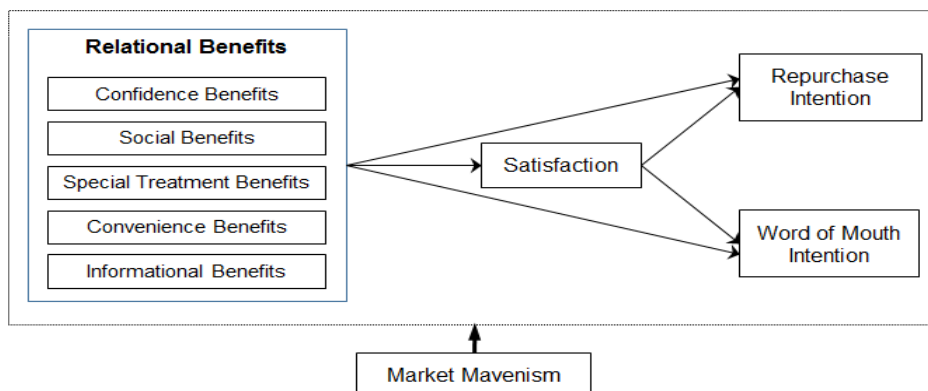 Relational Benefits
Confidence Benefits
Social Benefits
Special Treatment Benefits
Convenience Benefits
Informational Benefits
Satisfaction
Repurchase
Intention
Word of Mouth
Intention
Market Mavenism